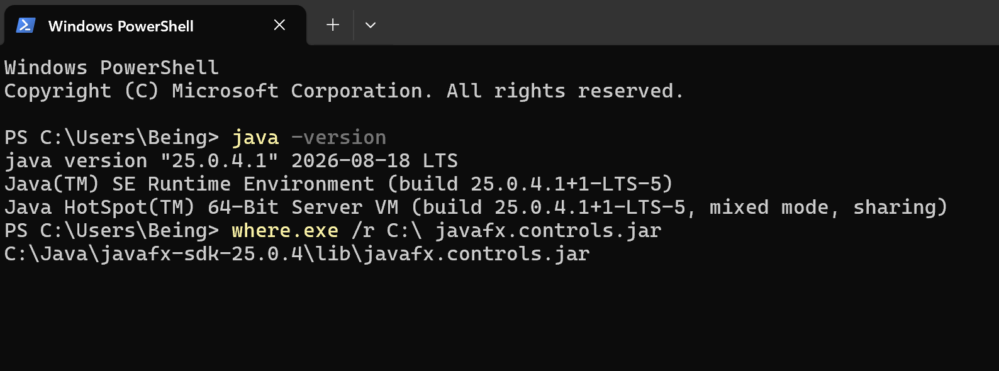 Windows PowerShell
Windows PowerShell
Copyright (C) Microsoft Corporation. All rights reserved.
PS C:\Users\Being> java -version
java version "25.0.4.1" 2026-08-18 LTS
Java(TM) SE Runtime Environment (build 25.0.4.1+1-LTS-5)
Java HotSpot(TM) 64-Bit Server VM (build 25.0.4.1+1-LTS-5, mixed mode, sharing)
PS C:\Users\Being> where.exe /r C:\ javafx.controls.jar
C:\Java\javafx-sdk-25.0.4\lib\javafx.controls.jar